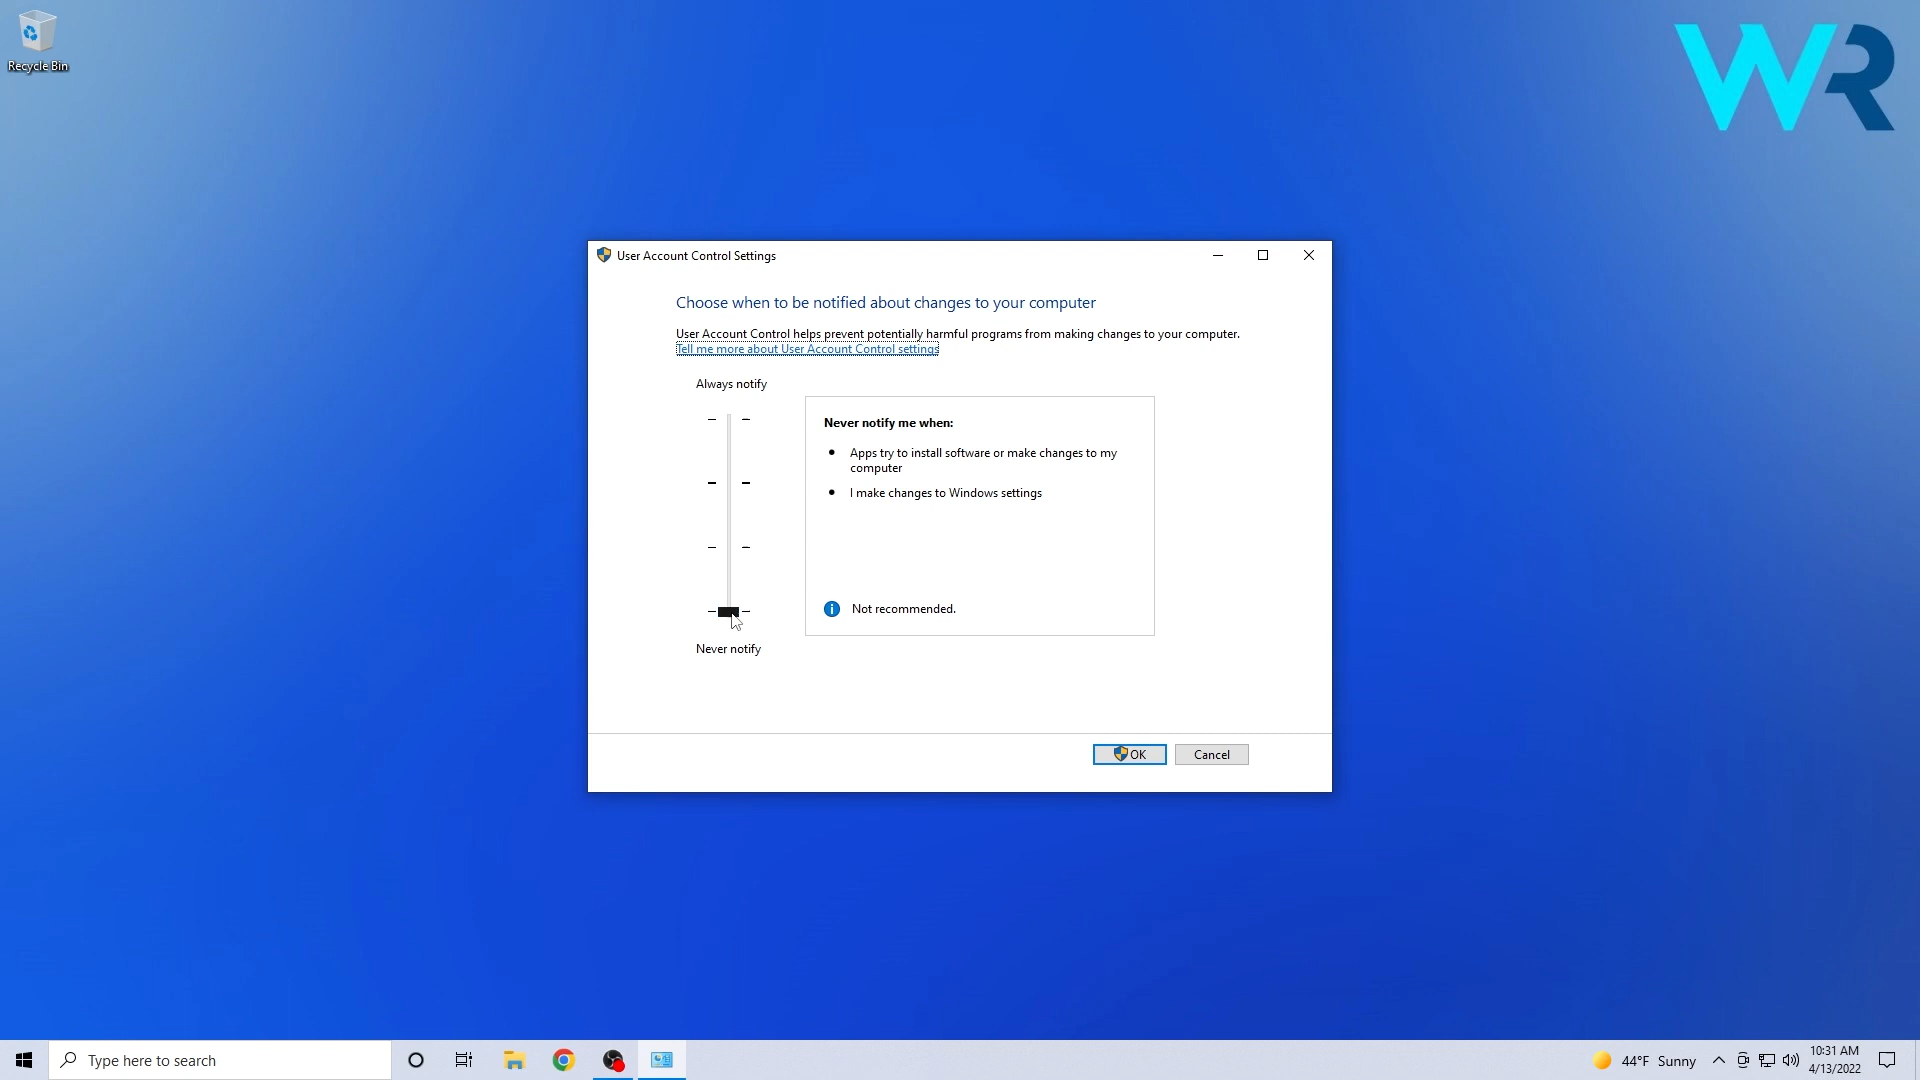 Recycle Bin
WR
User Account Control Settings
Choose when to be notified about changes to your computer
User Account Control helps prevent potentially harmful programs from making changes to your computer.
Tell me more about User Account Control settings
Always notify
Never notify me when:
• Apps try to install software or make changes to my
computer
• I make changes to Windows settings
Not recommended.
Never notify
OK
Cancel
Type here to search
44°F Sunny
10:31 AM
4/13/2022